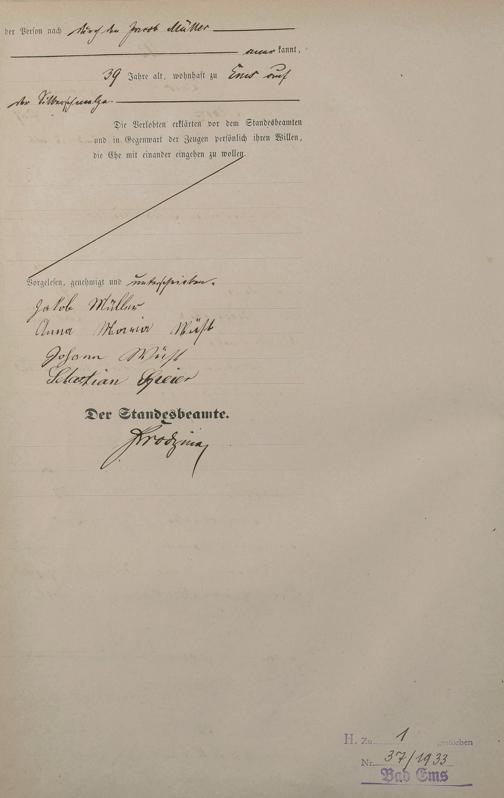 der Person nach durch den Jacob Müller
anerkannt,
39 Jahre alt, wohnhaft zu Ems auf
der Silberschmelze.
Die Verlobten erklärten vor dem Standesbeamten
und in Gegenwart der Zeugen persönlich ihren Willen,
die Ehe mit einander eingehen zu wollen.
Vorgelesen, genehmigt und unterschrieben.
Jakob Müller
Anna Maria Wüst
Johann Wüst
Sebastian
Der Standesbeamte.
H. Zu 1
Nr. 37/1933
Bad Ems